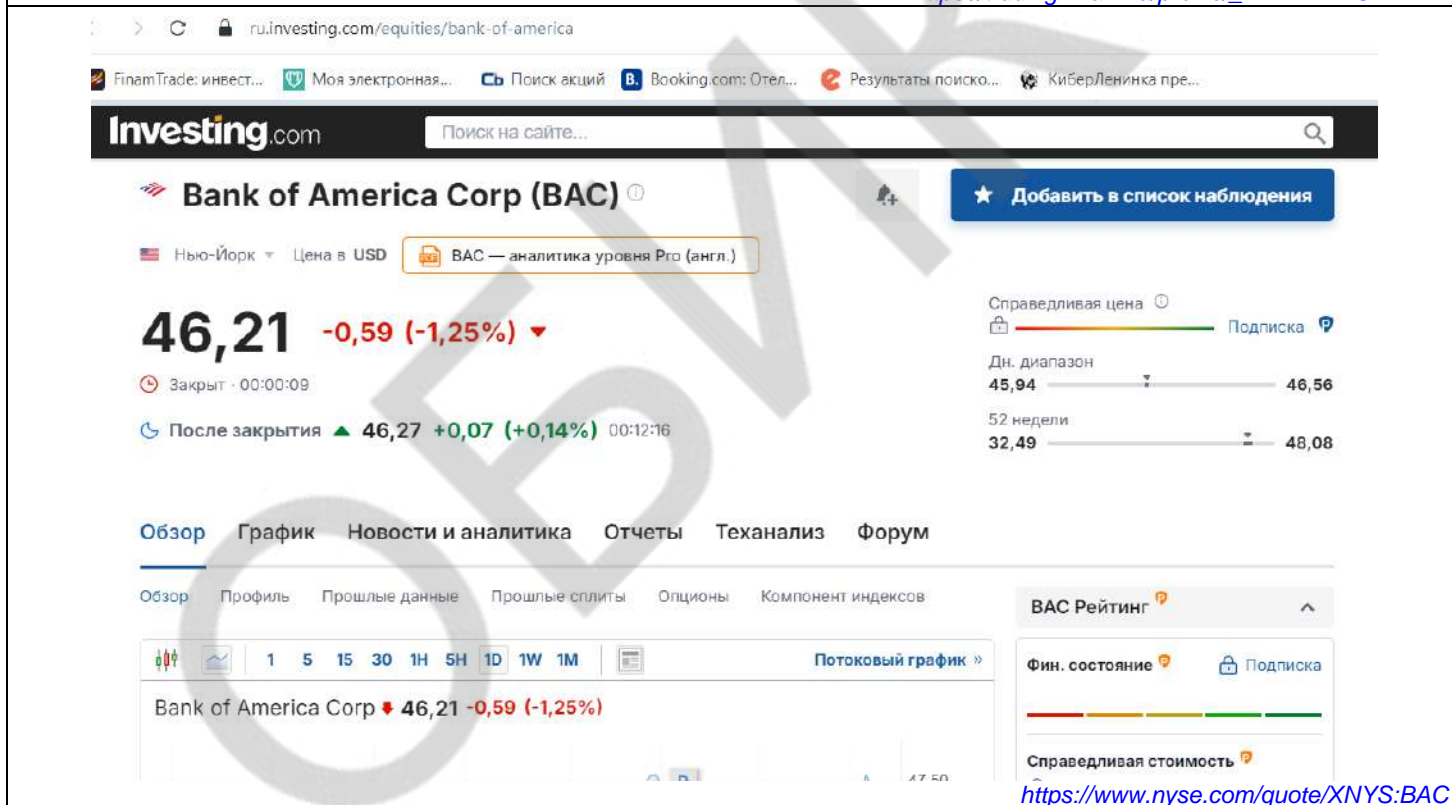 ru.investing.com/equities/bank-of-america
FinamTrade: инвест... Моя электронная... Сb Поиск акций B. Booking.com: Отел... Результаты поиско... КиберЛенинка пре...
Investing.com Поиск на сайте...
Bank of America Corp (BAC) Добавить в список наблюдения
Нью-Йорк Цена в USD BAC — аналитика уровня Pro (англ.)
46,21 -0,59 (-1,25%)
Закрыт · 00:00:09
После закрытия 46,27 +0,07 (+0,14%) 00:12:16
Справедливая цена
Подписка
Дн. диапазон
45,94 46,56
52 недели
32,49 48,08
Обзор График Новости и аналитика Отчеты Теханализ Форум
Обзор Профиль Прошлые данные Прошлые сплиты Опционы Компонент индексов
1 5 15 30 1H 5H 1D 1W 1M Потоковый график »
Bank of America Corp 46,21 -0,59 (-1,25%)
47,50
BAC Рейтинг
Фин. состояние Подписка
Справедливая стоимость
https://www.nyse.com/quote/XNYS:BAC
ОБИК